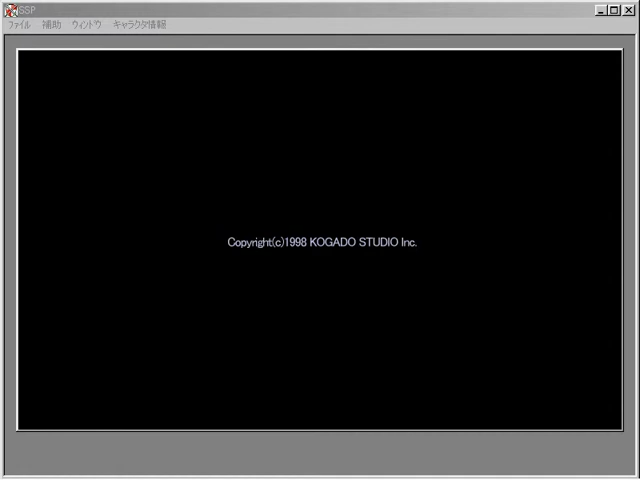 SSP
ﾌｧｲﾙ 補助 ｳｨﾝﾄﾞｳ ｷｬﾗｸﾀ情報
Copyright(c)1998 KOGADO STUDIO Inc.